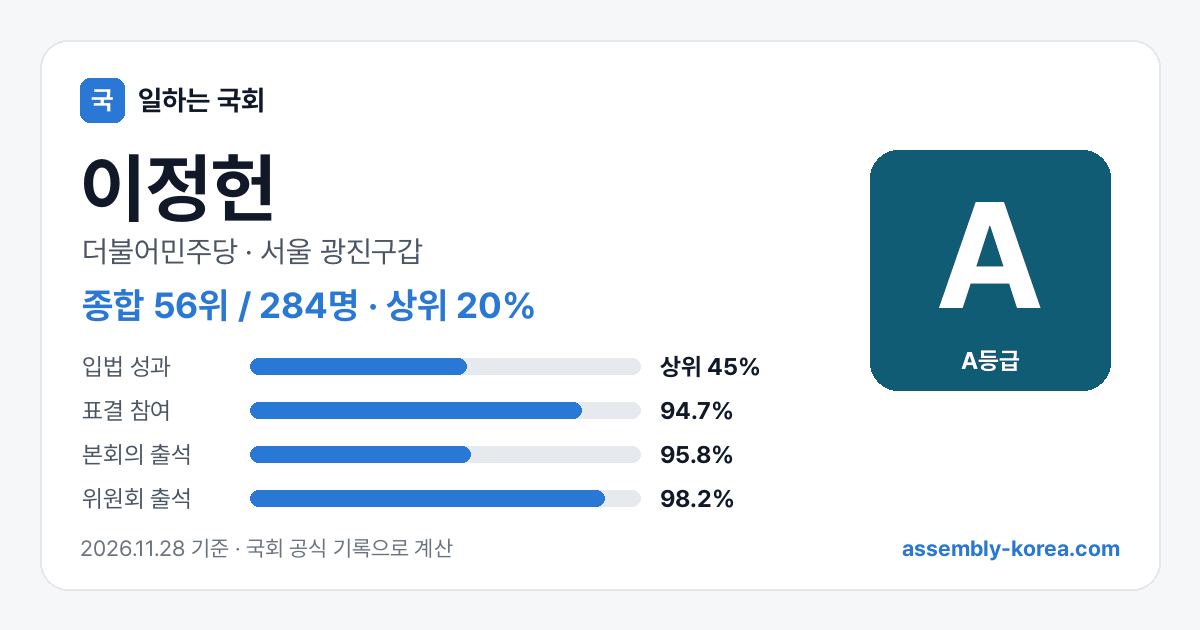 국 일하는 국회
이정헌
더불어민주당 · 서울 광진구갑
종합 56위 / 284명 · 상위 20%
입법 성과 상위 45%
표결 참여 94.7%
본회의 출석 95.8%
위원회 출석 98.2%
A
A등급
2026.11.28 기준 · 국회 공식 기록으로 계산
assembly-korea.com